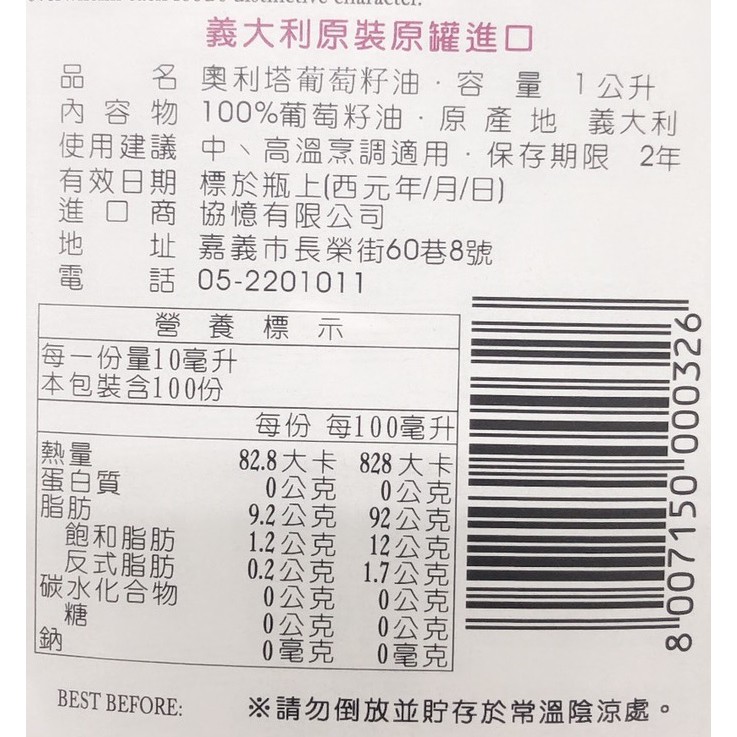 義大利原裝原罐進口
品名 奧利塔葡萄籽油．容量 1公升
內容物 100%葡萄籽油．原產地 義大利
使用建議 中、高溫烹調適用．保存期限 2年
有效日期 標於瓶上(西元年/月/日)
進口商 協憶有限公司
地址 嘉義市長榮街60巷8號
電話 05-2201011
營養標示
每一份量10毫升
本包裝含100份
每份 每100毫升
熱量 82.8大卡 828大卡
蛋白質 0公克 0公克
脂肪 9.2公克 92公克
飽和脂肪 1.2公克 12公克
反式脂肪 0.2公克 1.7公克
碳水化合物 0公克 0公克
糖 0公克 0公克
鈉 0毫克 0毫克
8 007150 000326
BEST BEFORE: ※請勿倒放並貯存於常溫陰涼處。